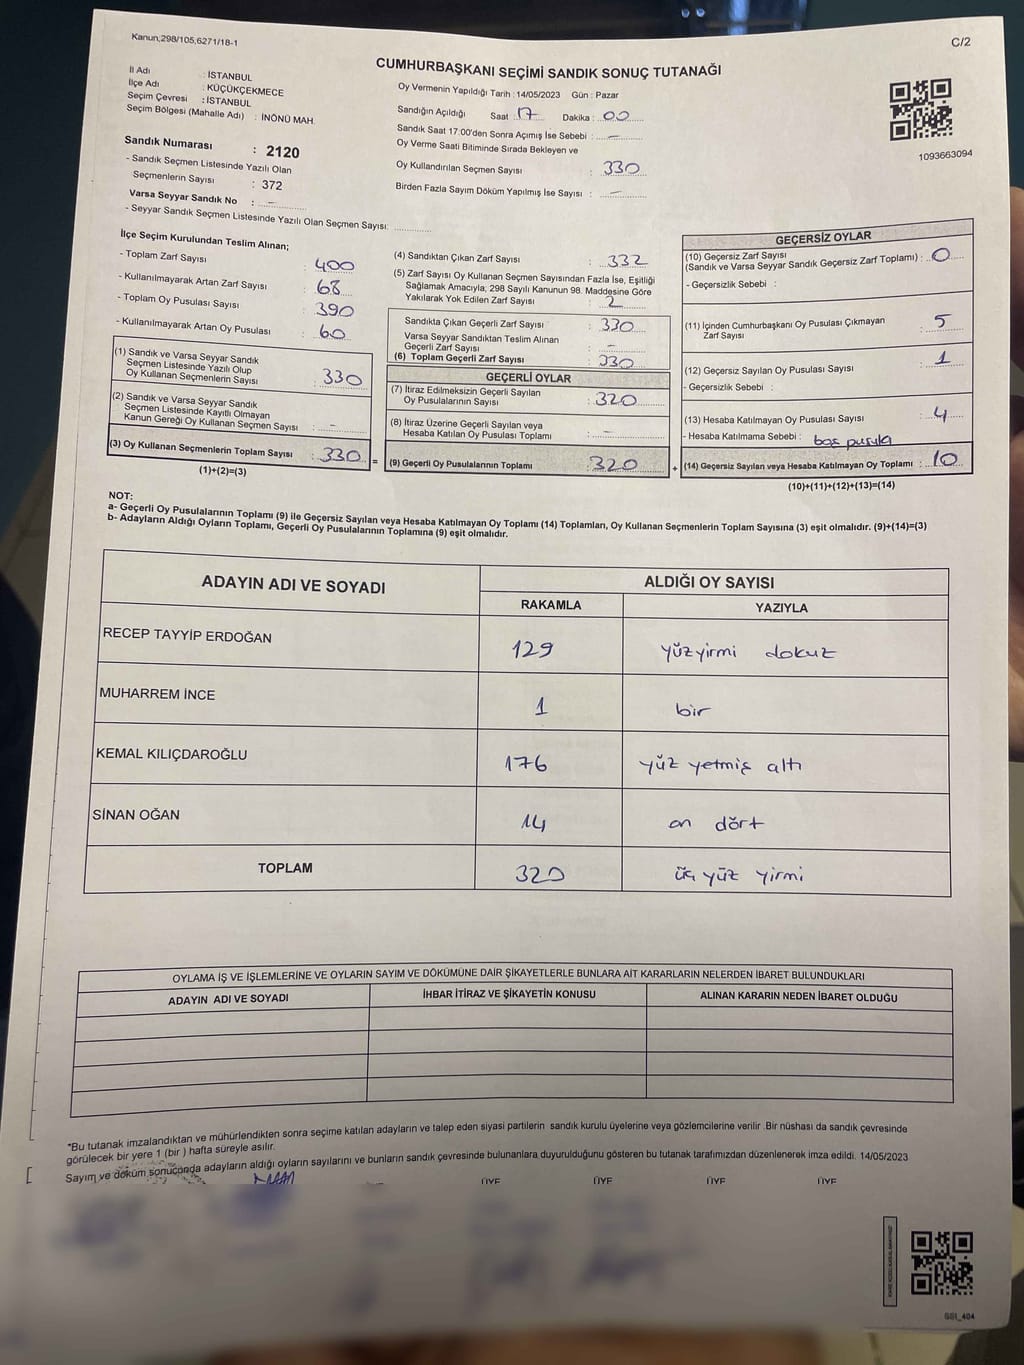 Kanun;298/105,6271/18-1
C/2
CUMHURBAŞKANI SEÇİMİ SANDIK SONUÇ TUTANAĞI
İl Adı : İSTANBUL
İlçe Adı : KÜÇÜKÇEKMECE
Seçim Çevresi : İSTANBUL
Seçim Bölgesi (Mahalle Adı) : İNÖNÜ MAH.
Sandık Numarası : 2120
- Sandık Seçmen Listesinde Yazılı Olan
Seçmenlerin Sayısı : 372
Varsa Seyyar Sandık No : -
- Seyyar Sandık Seçmen Listesinde Yazılı Olan Seçmen Sayısı:
Oy Vermenin Yapıldığı Tarih : 14/05/2023 Gün : Pazar
Sandığın Açıldığı Saat : 17 Dakika : 00
Sandık Saat 17:00'den Sonra Açımış İse Sebebi : -
Oy Verme Saati Bitiminde Sırada Bekleyen ve
Oy Kullandırılan Seçmen Sayısı : 330
Birden Fazla Sayım Döküm Yapılmış İse Sayısı : -
1093663094
İlçe Seçim Kurulundan Teslim Alınan;
- Toplam Zarf Sayısı : 400
- Kullanılmayarak Artan Zarf Sayısı : 68
- Toplam Oy Pusulası Sayısı : 390
- Kullanılmayarak Artan Oy Pusulası : 60
(1) Sandık ve Varsa Seyyar Sandık
Seçmen Listesinde Yazılı Olup
Oy Kullanan Seçmenlerin Sayısı : 330
(2) Sandık ve Varsa Seyyar Sandık
Seçmen Listesinde Kayıtlı Olmayan
Kanun Gereği Oy Kullanan Seçmen Sayısı : -
(3) Oy Kullanan Seçmenlerin Toplam Sayısı : 330 =
(1)+(2)=(3)
(4) Sandıktan Çıkan Zarf Sayısı : 332
(5) Zarf Sayısı Oy Kullanan Seçmen Sayısından Fazla İse, Eşitliği
Sağlamak Amacıyla, 298 Sayılı Kanunun 98. Maddesine Göre
Yakılarak Yok Edilen Zarf Sayısı : 2
Sandıkta Çıkan Geçerli Zarf Sayısı : 330
Varsa Seyyar Sandıktan Teslim Alınan
Geçerli Zarf Sayısı : -
(6) Toplam Geçerli Zarf Sayısı : 330
GEÇERLİ OYLAR
(7) İtiraz Edilmeksizin Geçerli Sayılan
Oy Pusulalarının Sayısı : 320
(8) İtiraz Üzerine Geçerli Sayılan veya
Hesaba Katılan Oy Pusulası Toplamı : -
(9) Geçerli Oy Pusulalarının Toplamı : 320 +
GEÇERSİZ OYLAR
(10) Geçersiz Zarf Sayısı
(Sandık ve Varsa Seyyar Sandık Geçersiz Zarf Toplamı) : 0
- Geçersizlik Sebebi :
(11) İçinden Cumhurbaşkanı Oy Pusulası Çıkmayan
Zarf Sayısı : 5
(12) Geçersiz Sayılan Oy Pusulası Sayısı : 1
- Geçersizlik Sebebi :
(13) Hesaba Katılmayan Oy Pusulası Sayısı : 4
- Hesaba Katılmama Sebebi : boş pusula
(14) Geçersiz Sayılan veya Hesaba Katılmayan Oy Toplamı : 10
(10)+(11)+(12)+(13)=(14)
NOT:
a- Geçerli Oy Pusulalarının Toplamı (9) ile Geçersiz Sayılan veya Hesaba Katılmayan Oy Toplamı (14) Toplamları, Oy Kullanan Seçmenlerin Toplam Sayısına (3) eşit olmalıdır. (9)+(14)=(3)
b- Adayların Aldığı Oyların Toplamı, Geçerli Oy Pusulalarının Toplamına (9) eşit olmalıdır.
ADAYIN ADI VE SOYADI
ALDIĞI OY SAYISI
RAKAMLA YAZIYLA
RECEP TAYYİP ERDOĞAN 129 yüzyirmi dokuz
MUHARREM İNCE 1 bir
KEMAL KILIÇDAROĞLU 176 yüz yetmiş altı
SİNAN OĞAN 14 on dört
TOPLAM 320 üç yüz yirmi
OYLAMA İŞ VE İŞLEMLERİNE VE OYLARIN SAYIM VE DÖKÜMÜNE DAİR ŞİKAYETLERLE BUNLARA AİT KARARLARIN NELERDEN İBARET BULUNDUKLARI
ADAYIN ADI VE SOYADI İHBAR İTİRAZ VE ŞİKAYETİN KONUSU ALINAN KARARIN NEDEN İBARET OLDUĞU
*Bu tutanak imzalandıktan ve mühürlendikten sonra seçime katılan adayların ve talep eden siyasi partilerin sandık kurulu üyelerine veya gözlemcilerine verilir .Bir nüshası da sandık çevresinde
görülecek bir yere 1 (bir ) hafta süreyle asılır.
Sayım ve döküm sonucunda adayların aldığı oyların sayılarını ve bunların sandık çevresinde bulunanlara duyurulduğunu gösteren bu tutanak tarafımızdan düzenlenerek imza edildi. 14/05/2023
ÜYE ÜYE ÜYE ÜYE
SSt_404